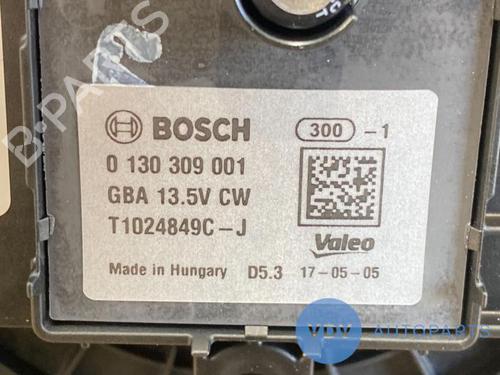 BOSCH
300 -1
0 130 309 001
GBA 13.5V CW
T1024849C-J
Valeo
Made in Hungary D5.3 17-05-05
B-PARTS
VDV AUTOPARTS